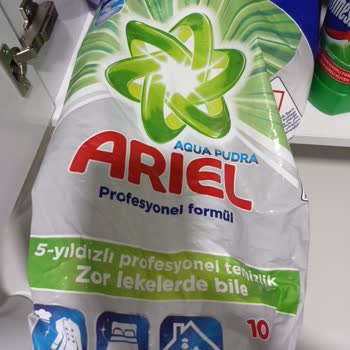 AQUA PUDRA
ARIEL
Profesyonel formül
5-yıldızlı profesyonel temizlik
Zor lekelerde bile
10